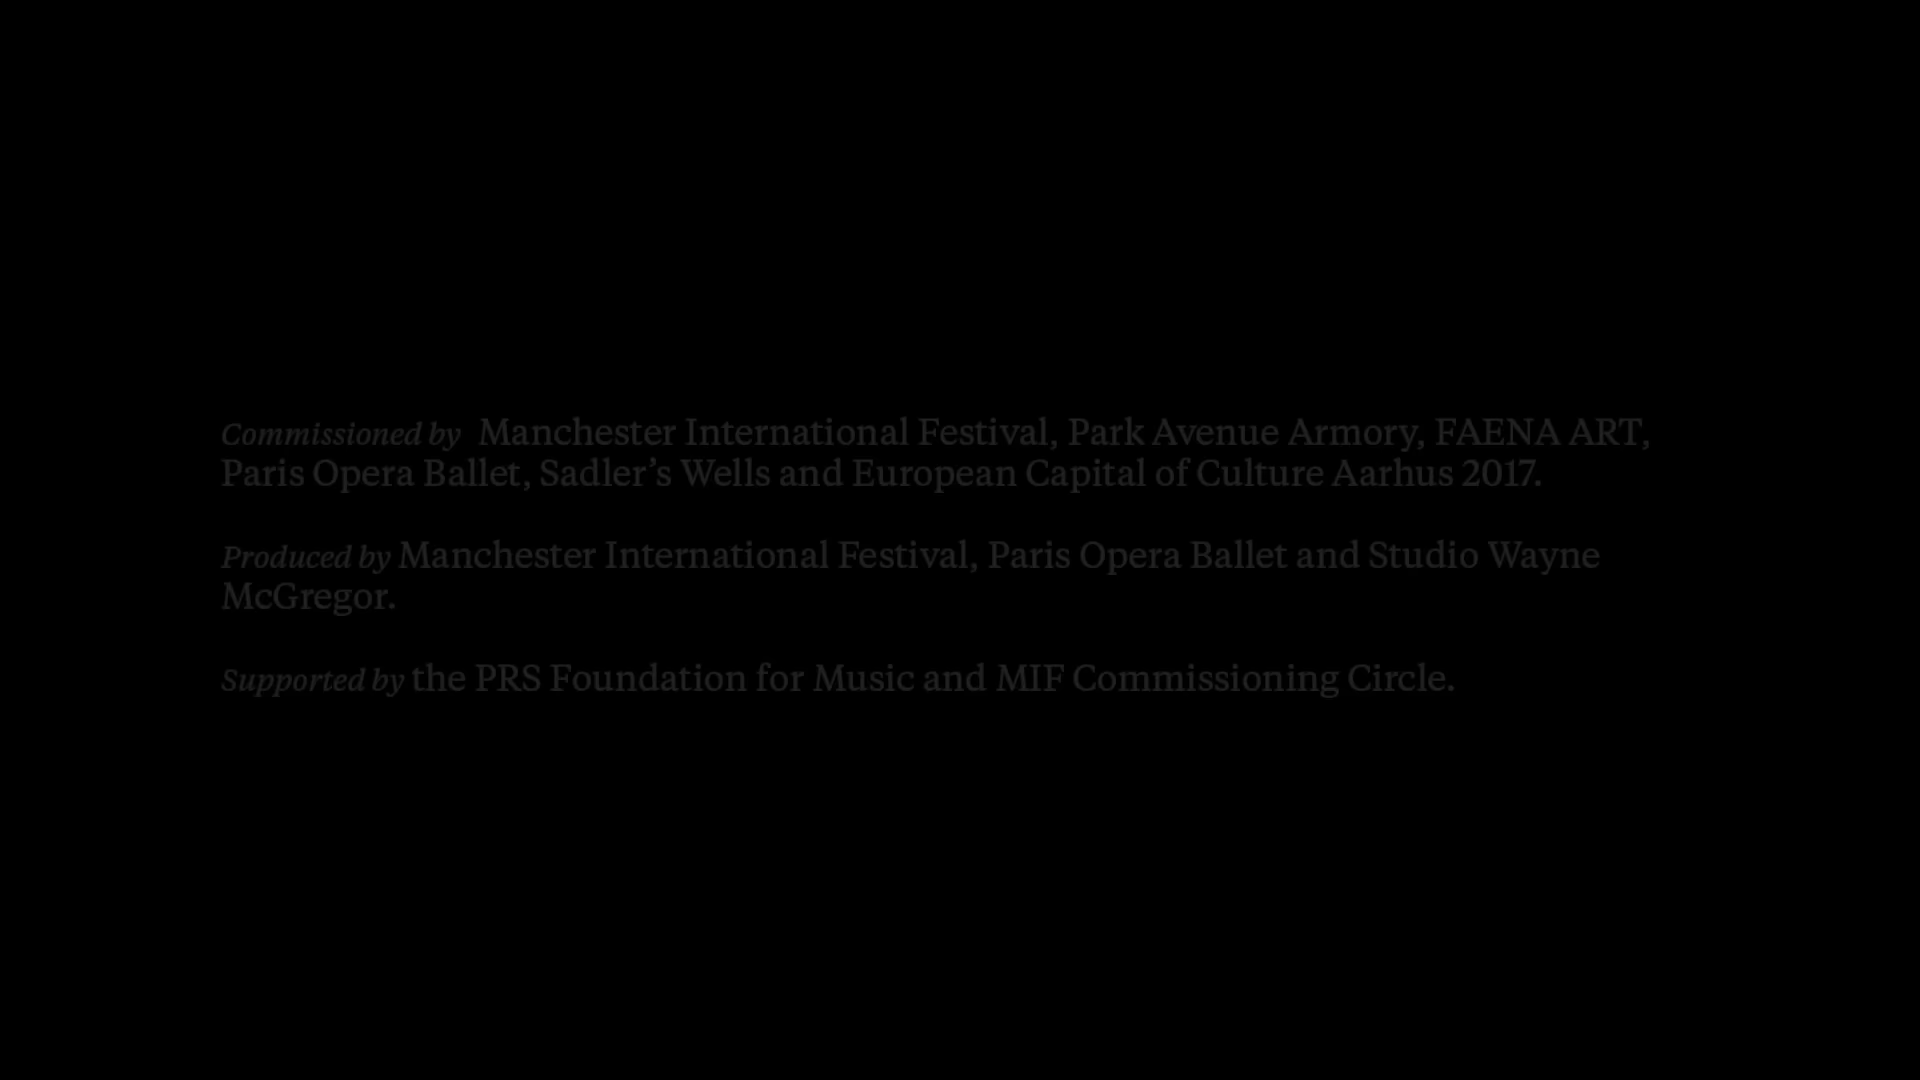 Commissioned by Manchester International Festival, Park Avenue Armory, FAENA ART,
Paris Opera Ballet, Sadler’s Wells and European Capital of Culture Aarhus 2017.
Produced by Manchester International Festival, Paris Opera Ballet and Studio Wayne
McGregor.
Supported by the PRS Foundation for Music and MIF Commissioning Circle.